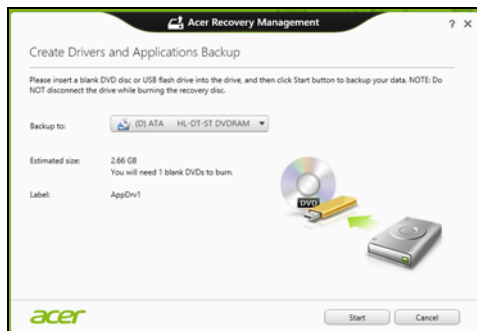 Acer Recovery Management
? ×
Create Drivers and Applications Backup
Please insert a blank DVD disc or USB flash drive into the drive, and then click Start button to backup your data. NOTE: Do
NOT disconnect the drive while burning the recovery disc.
Backup to: (D) ATA HL-DT-ST DVDRAM
Estimated size: 2.66 GB
You will need 1 blank DVDs to burn.
Label: AppDrv1
DVD
acer Start Cancel